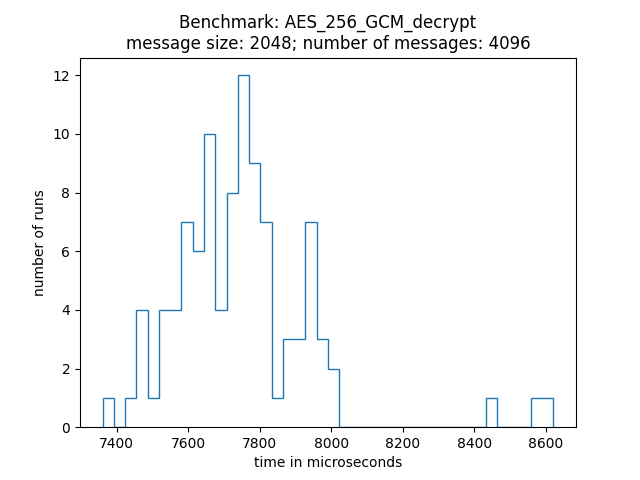 Benchmark: AES_256_GCM_decrypt
message size: 2048; number of messages: 4096
12
10
8
6
4
2
0
number of runs
7400 7600 7800 8000 8200 8400 8600
time in microseconds